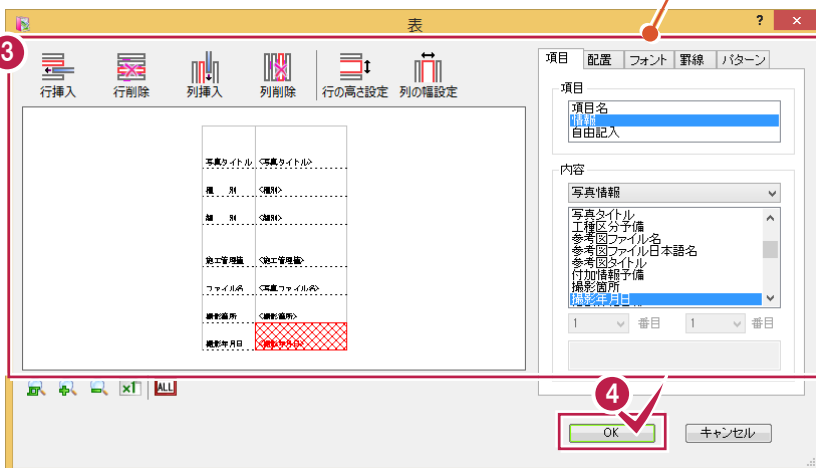 表
?
×
3
行挿入 行削除 列挿入 列削除 行の高さ設定 列の幅設定
項目 配置 フォント 罫線 パターン
項目
項目名
情報
自由記入
内容
写真情報
写真タイトル
工種区分予備
参考図ファイル名
参考図ファイル日本語名
参考図タイトル
付加情報予備
撮影箇所
撮影年月日
1 番目 1 番目
写真タイトル <写真タイトル>
種 別 <種別>
細 別 <細別>
施工管理値 <施工管理値>
ファイル名 <写真ファイル名>
撮影箇所 <撮影箇所>
撮影年月日 <撮影年月日>
×1 ALL
4
OK キャンセル